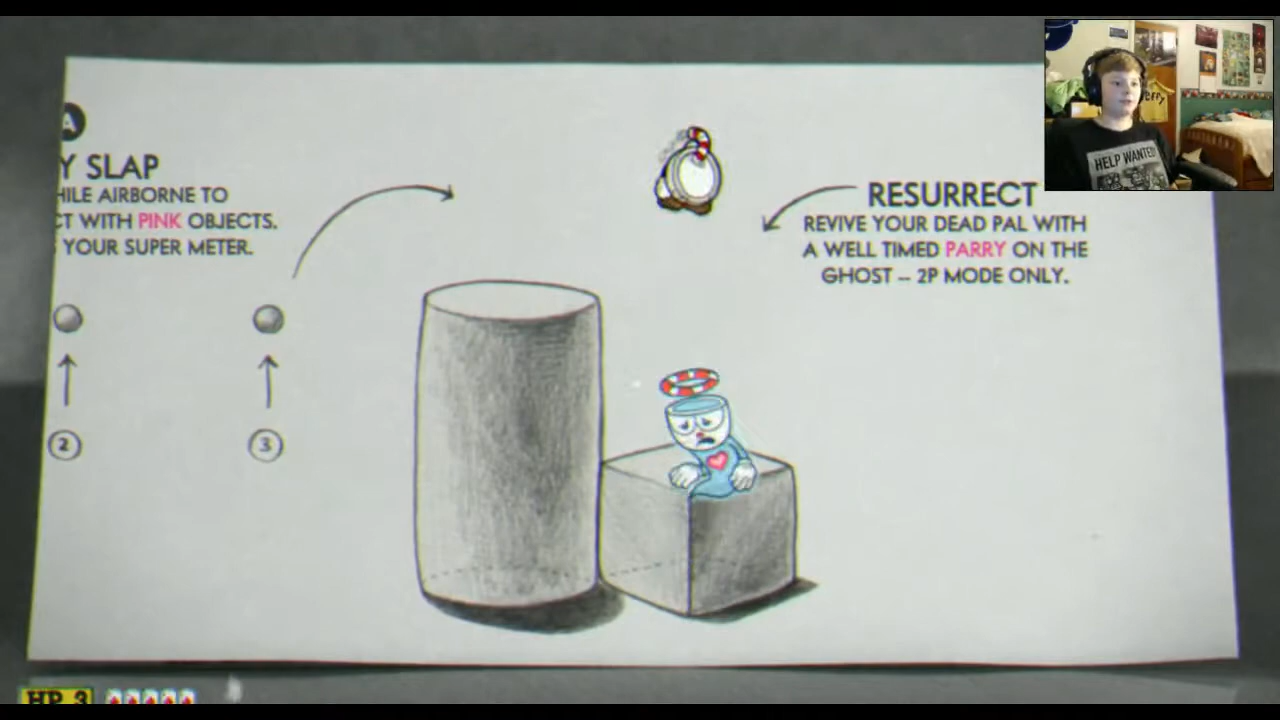 A
Y SLAP
HILE AIRBORNE TO
CT WITH PINK OBJECTS.
YOUR SUPER METER.
2
3
RESURRECT
REVIVE YOUR DEAD PAL WITH
A WELL TIMED PARRY ON THE
GHOST – 2P MODE ONLY.
HELP WANTED
HP. 3